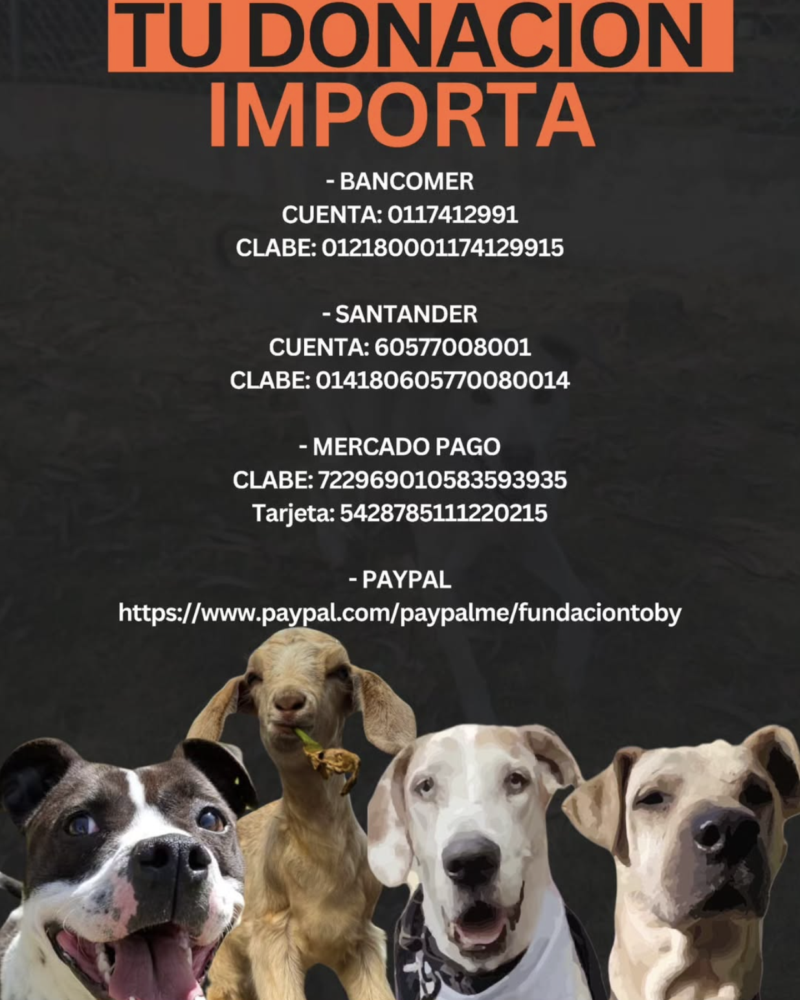 TU DONACION
IMPORTA
- BANCOMER
CUENTA: 0117412991
CLABE: 012180001174129915
- SANTANDER
CUENTA: 60577008001
CLABE: 014180605770080014
- MERCADO PAGO
CLABE: 722969010583593935
Tarjeta: 5428785111220215
- PAYPAL
https://www.paypal.com/paypalme/fundaciontoby